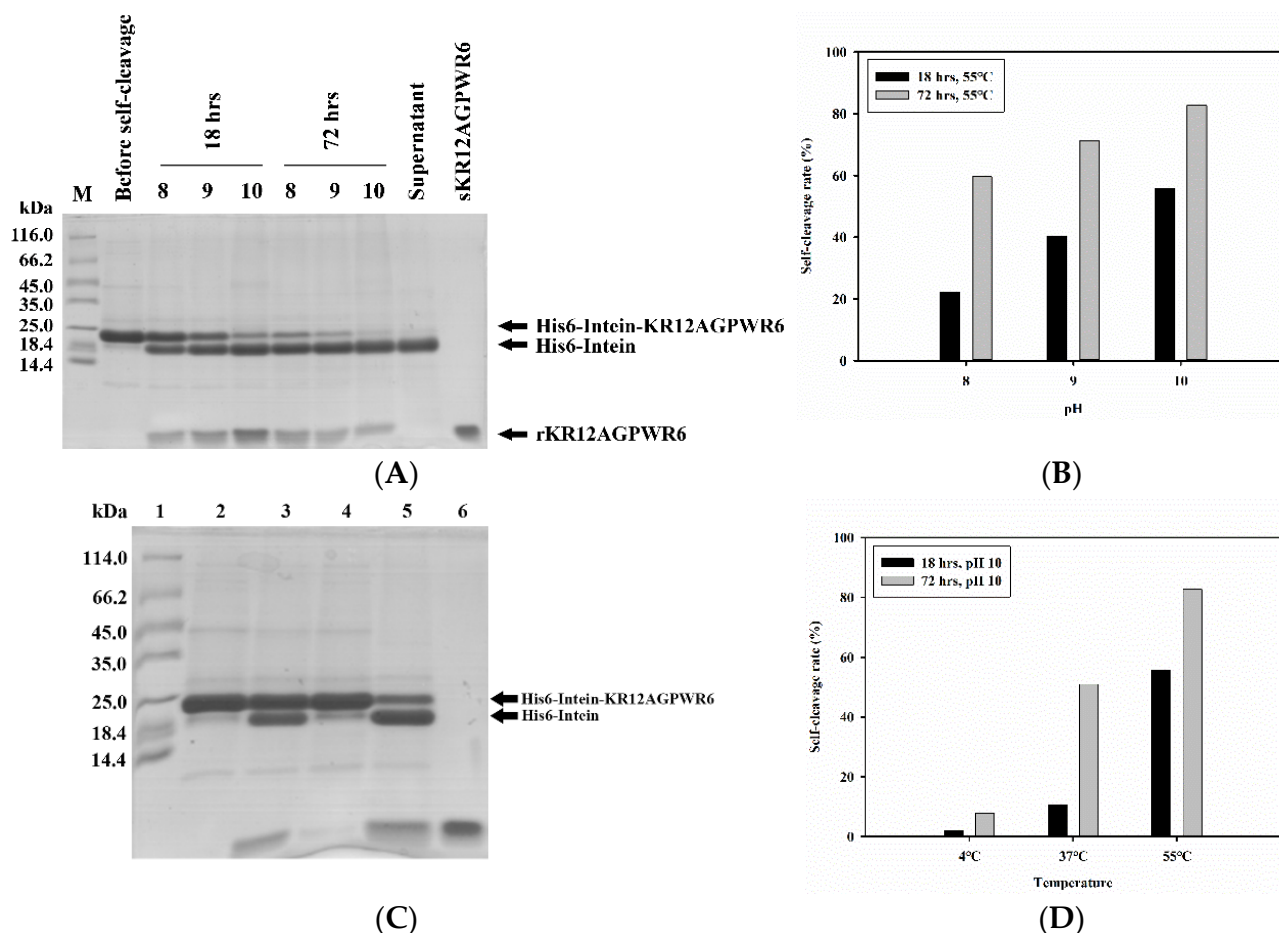 Before self-cleavage
18 hrs
72 hrs
Supernatant
sKR12AGPWR6
M 8 9 10 8 9 10
kDa
116.0
66.2
45.0
35.0
25.0
18.4
14.4
His6-Intein-KR12AGPWR6
His6-Intein
rKR12AGPWR6
(A)
100
80
60
40
20
0
Self-cleavage rate (%)
18 hrs, 55°C
72 hrs, 55°C
8 9 10
pH
(B)
kDa 1 2 3 4 5 6
114.0
66.2
45.0
35.0
25.0
18.4
14.4
His6-Intein-KR12AGPWR6
His6-Intein
(C)
100
80
60
40
20
0
Self-cleavage rate (%)
18 hrs, pH 10
72 hrs, pH 10
4°C 37°C 55°C
Temperature
(D)